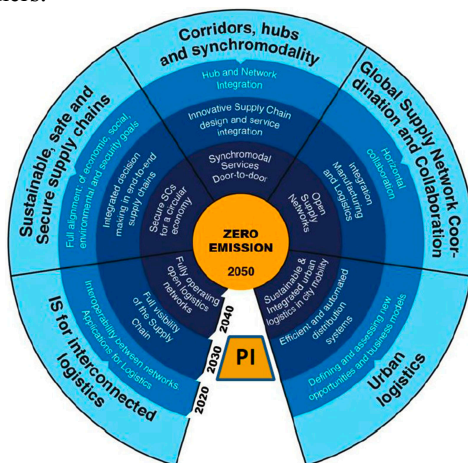 ners.
Corridors, hubs
and synchromodality
Hub and Network
Integration
Innovative Supply Chain
design and service
integration
Synchromodal
Services
Door-to-door
Global Supply Network Coor-
dination and Collaboration
Horizontal
collaboration
Integration
Manufacturing
and Logistics
Open
Supply
Networks
Urban
logistics
Defining and assessing new
opportunities and business models
Efficient and automated
distribution
systems
Sustainable &
Integrated urban
logistics in city mobility
Sustainable, safe and
Secure supply chains
Full alignment: of economic, social,
environmental and security goals
Integrated decision
making in end-to-end
supply chains
Secure SCs
for a circular
economy
IS for interconnected
logistics
Interoperability between networks
Applications for Logistics
Full visibility
of the Supply
Chain
Fully operating
open logistics
networks
ZERO
EMISSION
2050
2040
2030
2020
PI